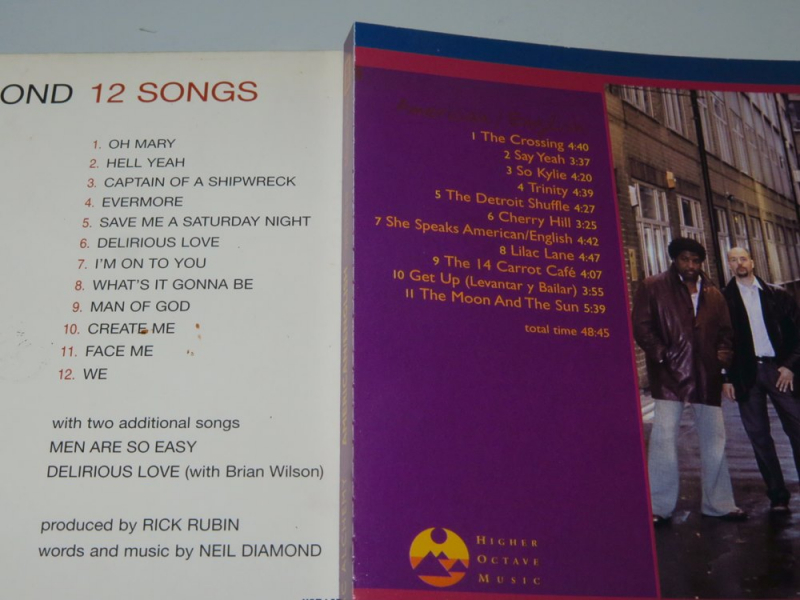 OND 12 SONGS
1. OH MARY
2. HELL YEAH
3. CAPTAIN OF A SHIPWRECK
4. EVERMORE
5. SAVE ME A SATURDAY NIGHT
6. DELIRIOUS LOVE
7. I'M ON TO YOU
8. WHAT'S IT GONNA BE
9. MAN OF GOD
10. CREATE ME
11. FACE ME
12. WE
with two additional songs
MEN ARE SO EASY
DELIRIOUS LOVE (with Brian Wilson)
produced by RICK RUBIN
words and music by NEIL DIAMOND
1 The Crossing 4:40
2 Say Yeah 3:37
3 So Kylie 4:20
4 Trinity 4:39
5 The Detroit Shuffle 4:27
6 Cherry Hill 3:25
7 She Speaks American/English 4:42
8 Lilac Lane 4:47
9 The 14 Carrot Café 4:07
10 Get Up (Levantar y Bailar) 3:55
11 The Moon And The Sun 5:39
total time 48:45
HIGHER
OCTAVE
MUSIC